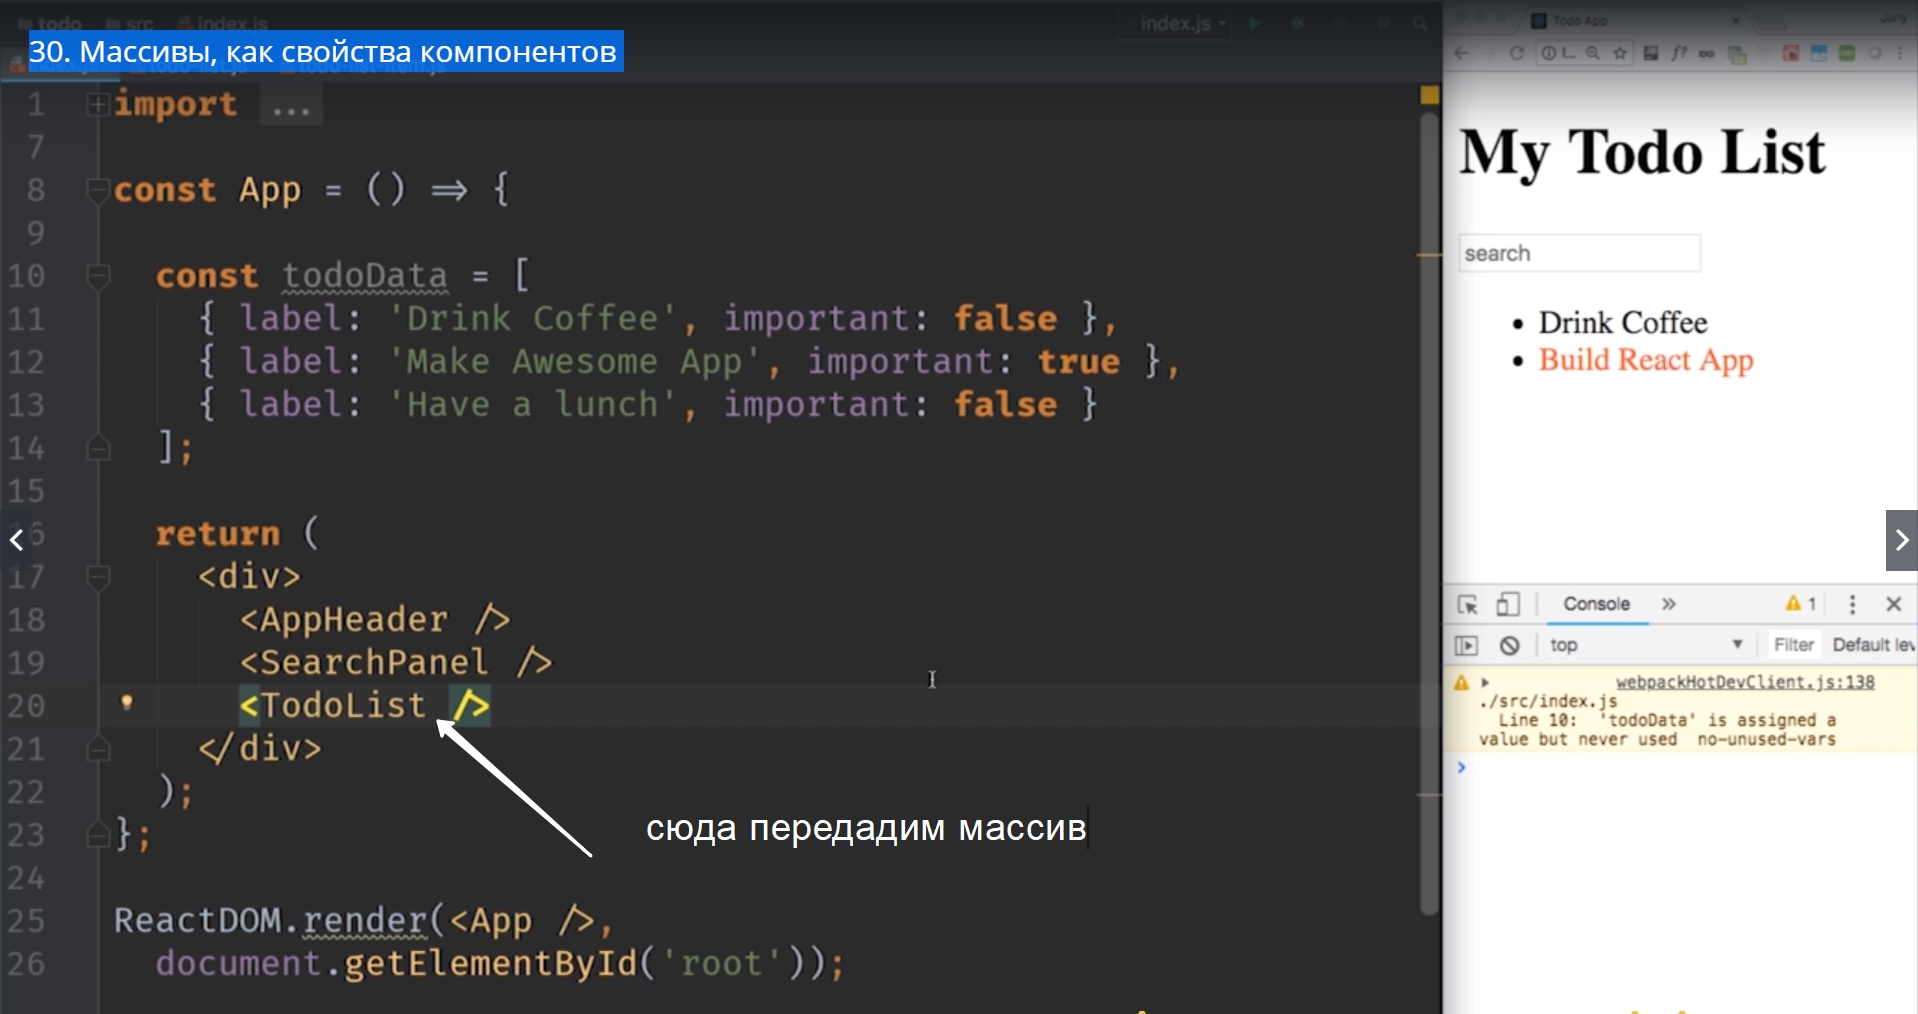 todo src index.js
index.js
Todo App
30. Массивы, как свойства компонентов
1 import ...
7
8 const App = () => {
9
10 const todoData = [
11 { label: 'Drink Coffee', important: false },
12 { label: 'Make Awesome App', important: true },
13 { label: 'Have a lunch', important: false }
14 ];
15
16 return (
17 <div>
18 <AppHeader />
19 <SearchPanel />
20 <TodoList />
21 </div>
22 );
23 };
24
25 ReactDOM.render(<App />,
26 document.getElementById('root'));
сюда передадим массив
My Todo List
search
Drink Coffee
Build React App
Console » 1
top Filter Default lev
webpackHotDevClient.js:138
./src/index.js
Line 10: 'todoData' is assigned a
value but never used no-unused-vars